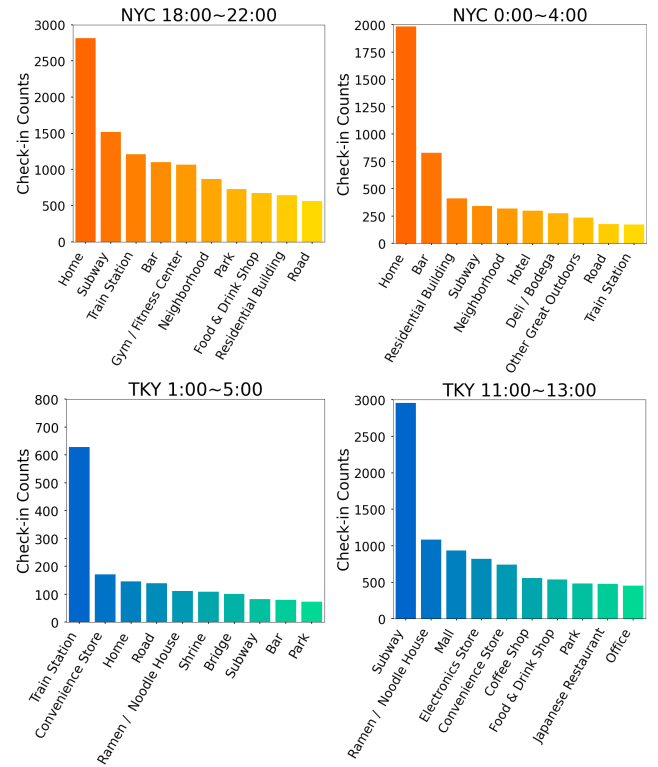 NYC 18:00~22:00
Check-in Counts
3000
2500
2000
1500
1000
500
0
Home
Subway
Train Station
Bar
Gym / Fitness Center
Neighborhood
Park
Food & Drink Shop
Residential Building
Road
NYC 0:00~4:00
Check-in Counts
2000
1750
1500
1250
1000
750
500
250
0
Home
Bar
Residential Building
Subway
Neighborhood
Hotel
Deli / Bodega
Other Great Outdoors
Road
Train Station
TKY 1:00~5:00
Check-in Counts
800
700
600
500
400
300
200
100
0
Train Station
Convenience Store
Home
Road
Ramen / Noodle House
Shrine
Bridge
Subway
Bar
Park
TKY 11:00~13:00
Check-in Counts
3000
2500
2000
1500
1000
500
0
Subway
Ramen / Noodle House
Mall
Electronics Store
Convenience Store
Coffee Shop
Food & Drink Shop
Park
Japanese Restaurant
Office